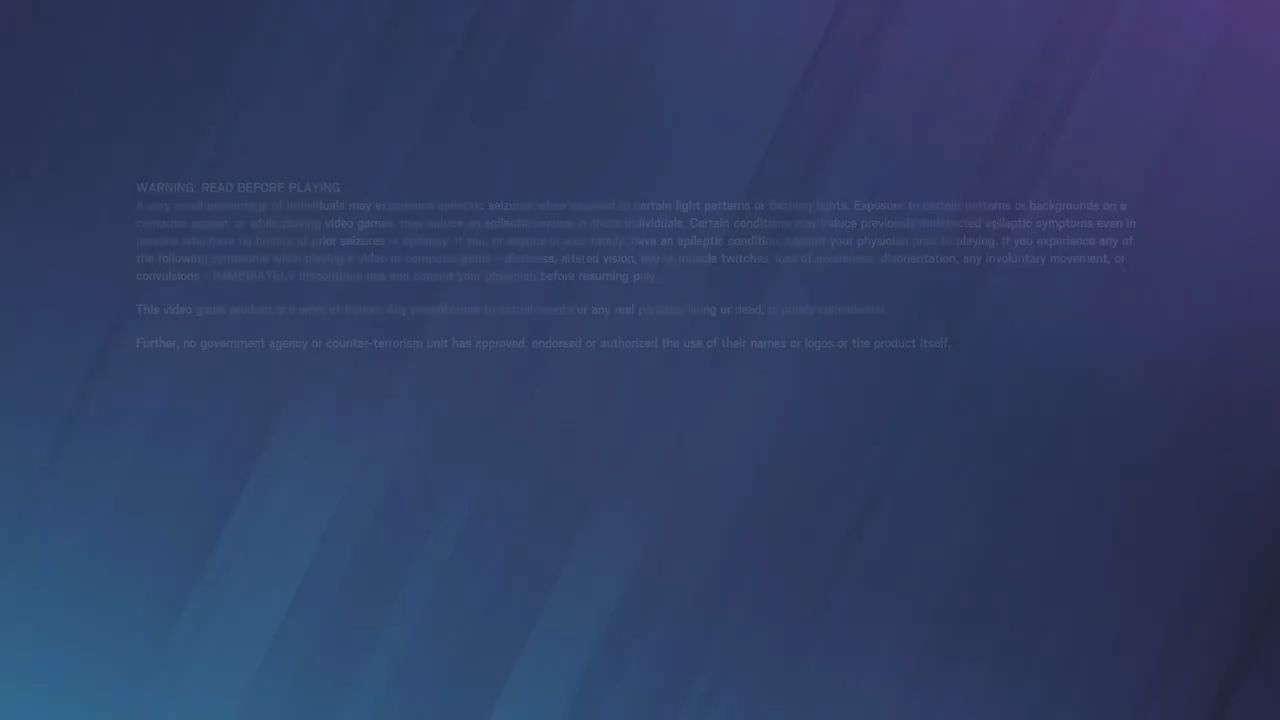 WARNING: READ BEFORE PLAYING
A very small percentage of individuals may experience epileptic seizures when exposed to certain light patterns or flashing lights. Exposure to certain patterns or backgrounds on a
computer screen, or while playing video games, may induce an epileptic seizure in these individuals. Certain conditions may induce previously undetected epileptic symptoms even in
persons who have no history of prior seizures or epilepsy. If you, or anyone in your family, have an epileptic condition, consult your physician prior to playing. If you experience any of
the following symptoms while playing a video or computer game - dizziness, altered vision, eye or muscle twitches, loss of awareness, disorientation, any involuntary movement, or
convulsions - IMMEDIATELY discontinue use and consult your physician before resuming play.
This video game product is a work of fiction. Any resemblance to actual events or any real persons, living or dead, is purely coincidental.
Further, no government agency or counter-terrorism unit has approved, endorsed or authorized the use of their names or logos or the product itself.